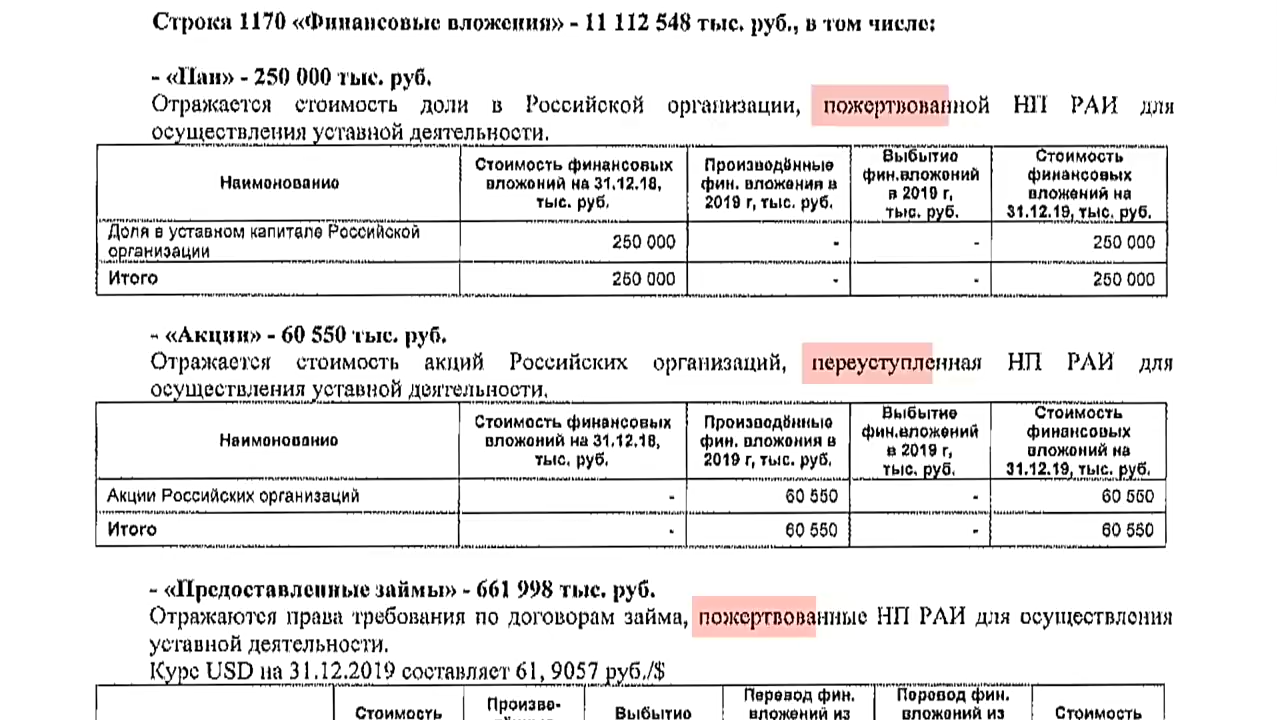 Строка 1170 «Финансовые вложения» - 11 112 548 тыс. руб., в том числе:
- «Паи» - 250 000 тыс. руб.
Отражается стоимость доли в Российской организации, пожертвованной НП РАИ для
осуществления уставной деятельности.
Наименование
Стоимость финансовых вложений на 31.12.18, тыс. руб.
Произведённые фин. вложения в 2019 г, тыс. руб.
Выбытие фин.вложений в 2019 г, тыс. руб.
Стоимость финансовых вложений на 31.12.19, тыс. руб.
Доля в уставном капитале Российской организации 250 000 - - 250 000
Итого 250 000 - - 250 000
- «Акции» - 60 550 тыс. руб.
Отражается стоимость акций Российских организаций, переуступленная НП РАИ для
осуществления уставной деятельности.
Наименование
Стоимость финансовых вложений на 31.12.18, тыс. руб.
Произведённые фин. вложения в 2019 г, тыс. руб.
Выбытие фин.вложений в 2019 г, тыс. руб.
Стоимость финансовых вложений на 31.12.19, тыс. руб.
Акции Российских организаций - 60 550 - 60 550
Итого - 60 550 - 60 550
- «Предоставленные займы» - 661 998 тыс. руб.
Отражаются права требования по договорам займа, пожертвованные НП РАИ для осуществления
уставной деятельности.
Курс USD на 31.12.2019 составляет 61, 9057 руб./$
Стоимость
Произве-
Выбытие
Перевод фин. вложений из
Перевод фин. вложений из
Стоимость